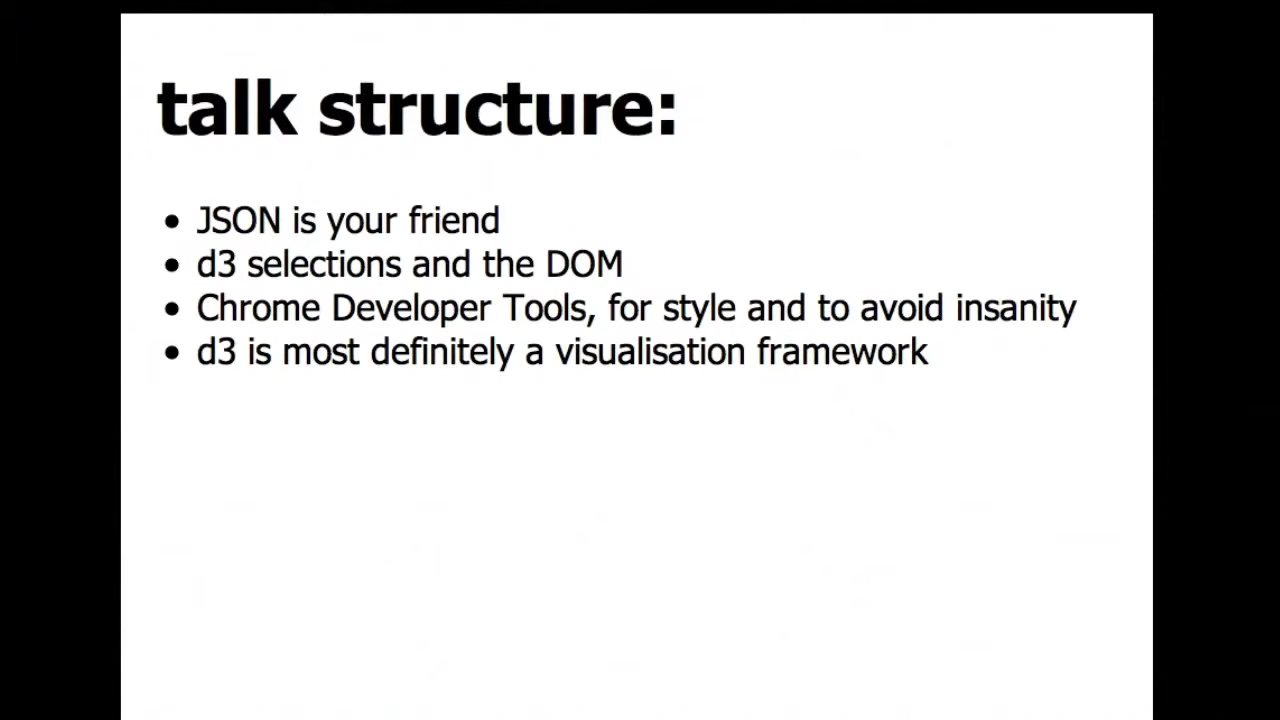 talk structure:
• JSON is your friend
• d3 selections and the DOM
• Chrome Developer Tools, for style and to avoid insanity
• d3 is most definitely a visualisation framework